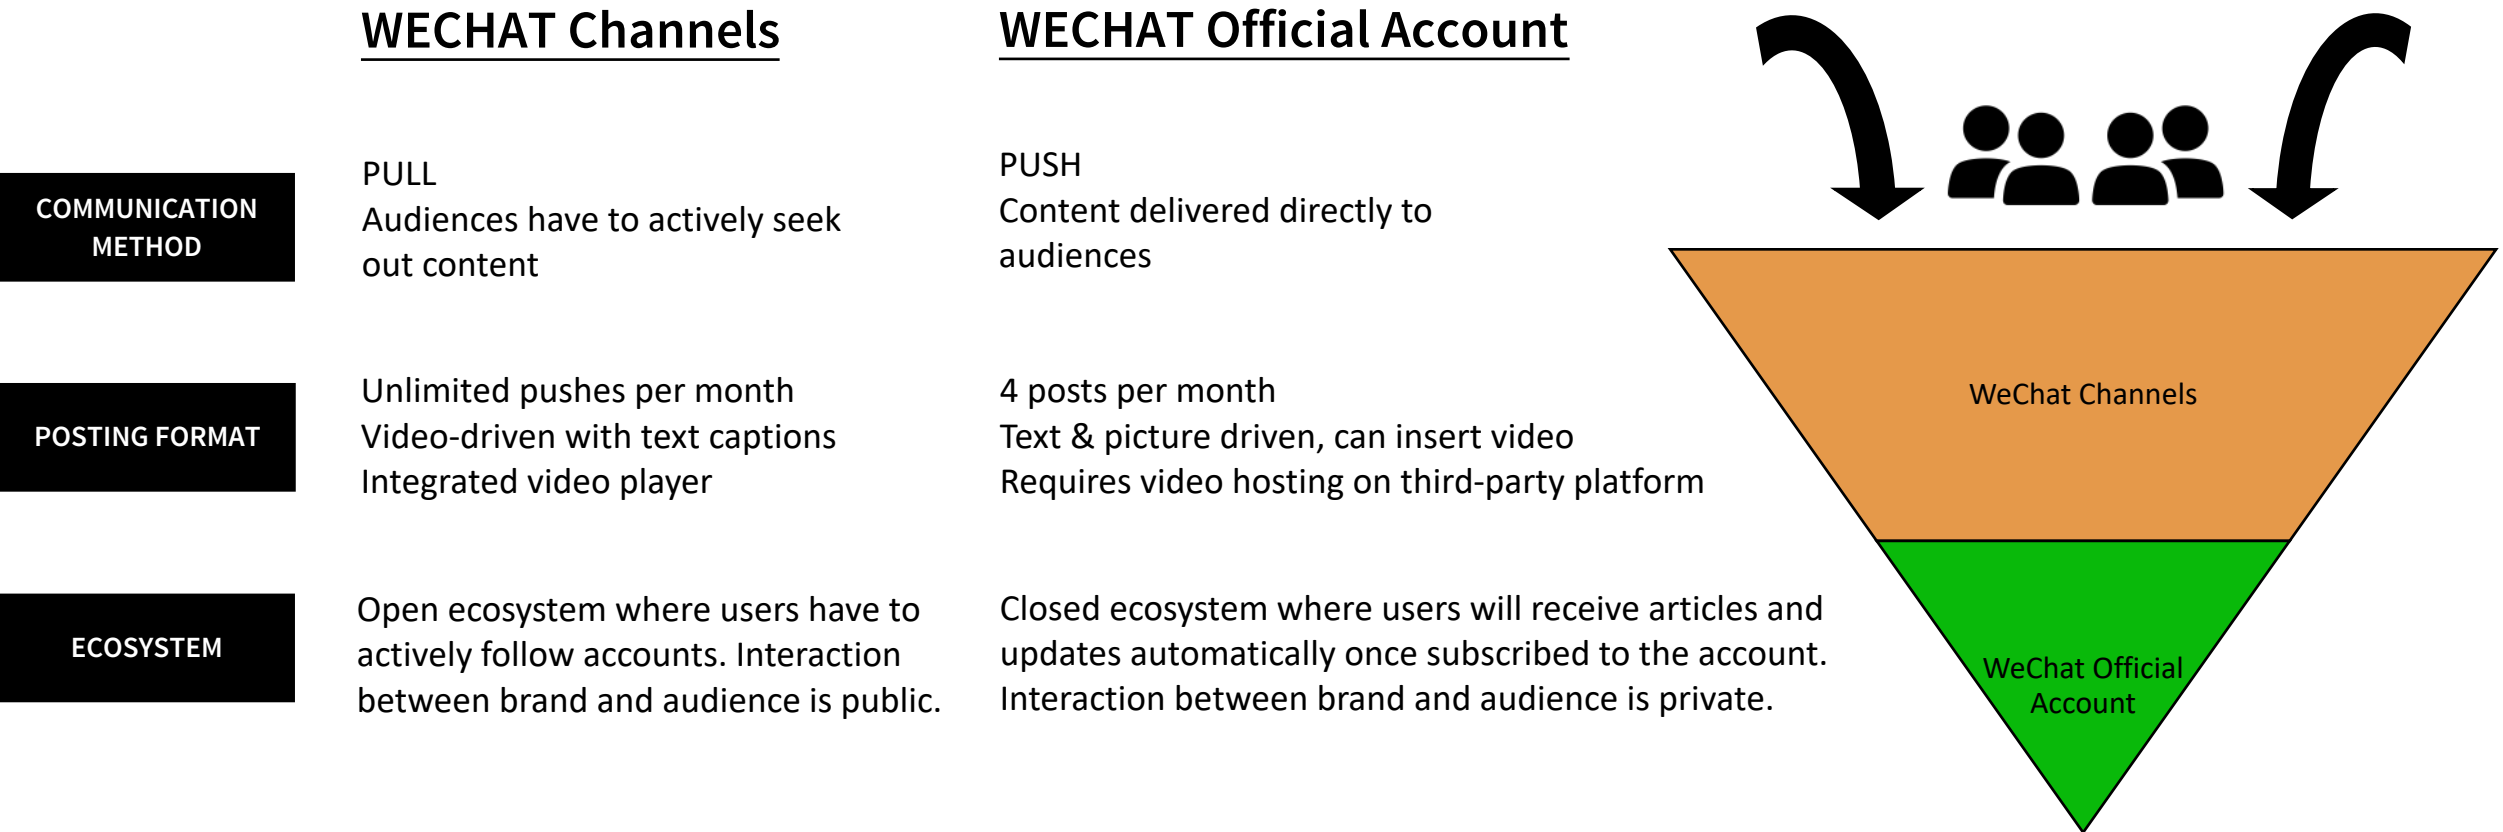 WECHAT Channels
WECHAT Official Account
COMMUNICATION
METHOD
PULL
Audiences have to actively seek
out content
PUSH
Content delivered directly to
audiences
POSTING FORMAT
Unlimited pushes per month
Video-driven with text captions
Integrated video player
4 posts per month
Text & picture driven, can insert video
Requires video hosting on third-party platform
ECOSYSTEM
Open ecosystem where users have to
actively follow accounts. Interaction
between brand and audience is public.
Closed ecosystem where users will receive articles and
updates automatically once subscribed to the account.
Interaction between brand and audience is private.
WeChat Channels
WeChat Official
Account